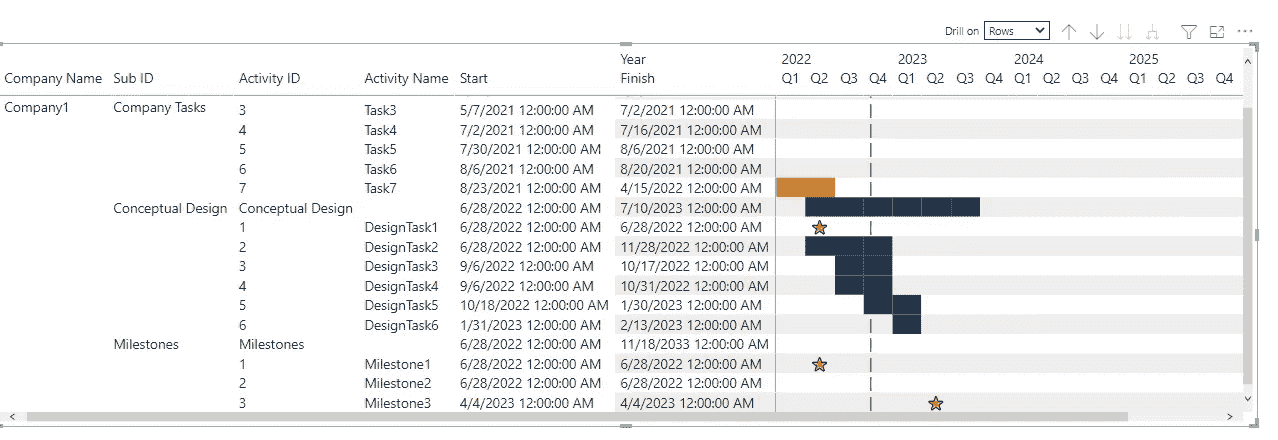 Drill on Rows
Year 2022 2023 2024 2025
Company Name Sub ID Activity ID Activity Name Start Finish Q1 Q2 Q3 Q4 Q1 Q2 Q3 Q4 Q1 Q2 Q3 Q4 Q1 Q2 Q3 Q4
Company1 Company Tasks 3 Task3 5/7/2021 12:00:00 AM 7/2/2021 12:00:00 AM
4 Task4 7/2/2021 12:00:00 AM 7/16/2021 12:00:00 AM
5 Task5 7/30/2021 12:00:00 AM 8/6/2021 12:00:00 AM
6 Task6 8/6/2021 12:00:00 AM 8/20/2021 12:00:00 AM
7 Task7 8/23/2021 12:00:00 AM 4/15/2022 12:00:00 AM
Conceptual Design Conceptual Design 6/28/2022 12:00:00 AM 7/10/2023 12:00:00 AM
1 DesignTask1 6/28/2022 12:00:00 AM 6/28/2022 12:00:00 AM
2 DesignTask2 6/28/2022 12:00:00 AM 11/28/2022 12:00:00 AM
3 DesignTask3 9/6/2022 12:00:00 AM 10/17/2022 12:00:00 AM
4 DesignTask4 9/6/2022 12:00:00 AM 10/31/2022 12:00:00 AM
5 DesignTask5 10/18/2022 12:00:00 AM 1/30/2023 12:00:00 AM
6 DesignTask6 1/31/2023 12:00:00 AM 2/13/2023 12:00:00 AM
Milestones Milestones 6/28/2022 12:00:00 AM 11/18/2033 12:00:00 AM
1 Milestone1 6/28/2022 12:00:00 AM 6/28/2022 12:00:00 AM
2 Milestone2 6/28/2022 12:00:00 AM 6/28/2022 12:00:00 AM
3 Milestone3 4/4/2023 12:00:00 AM 4/4/2023 12:00:00 AM